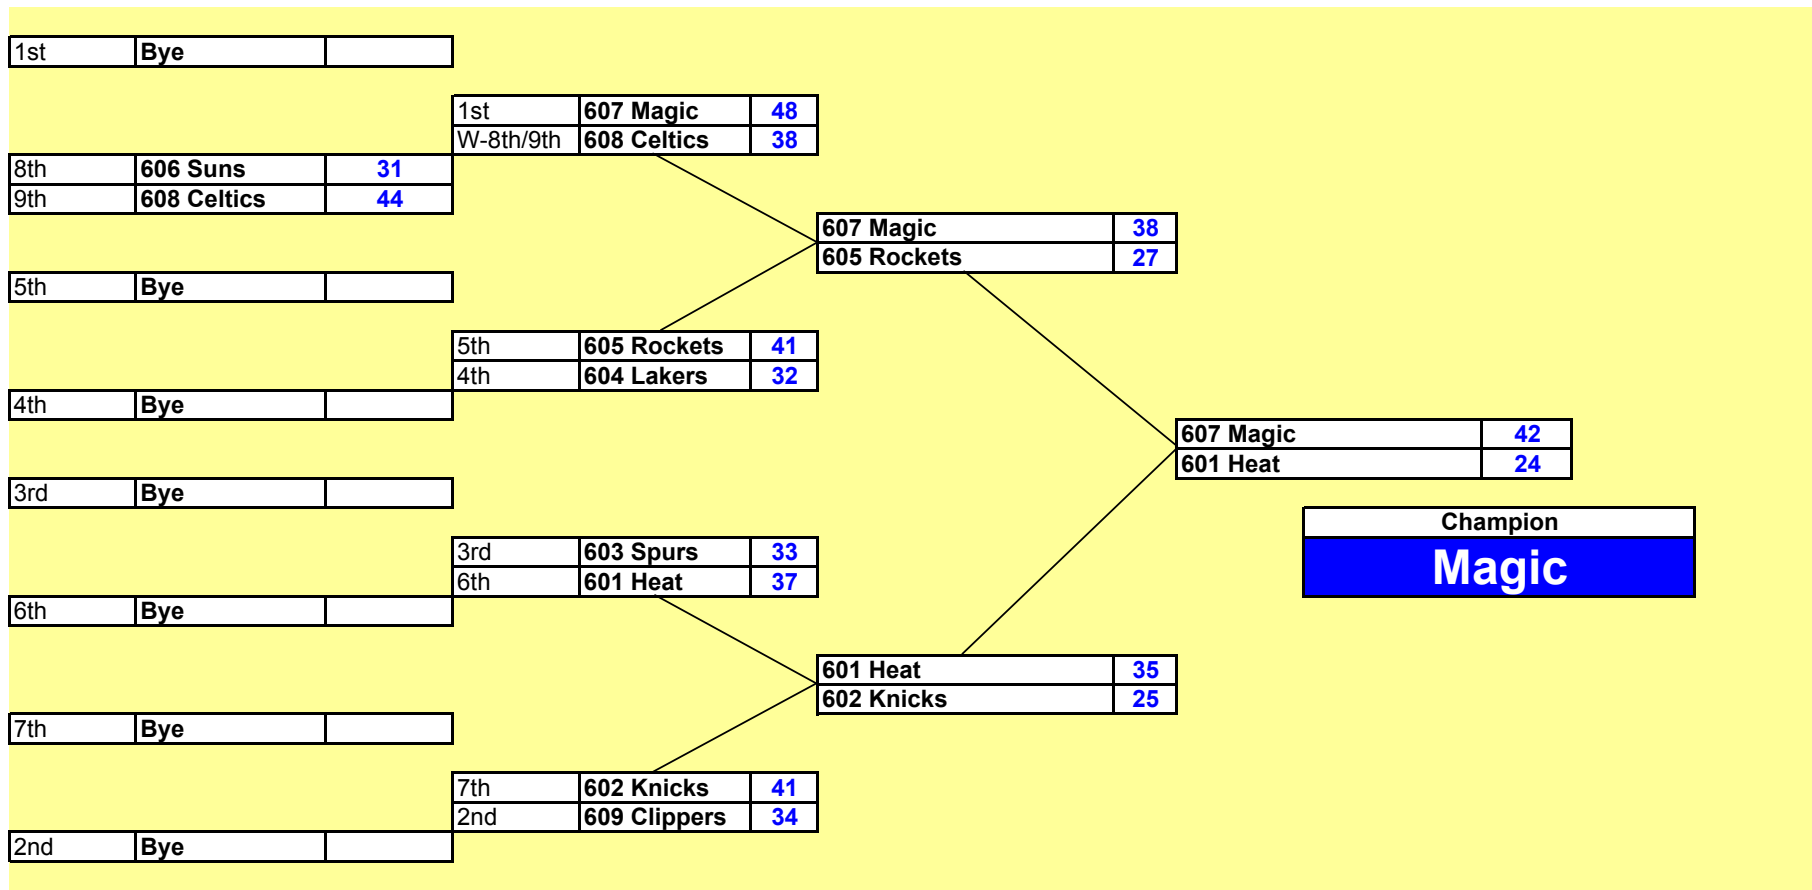 1st Bye
1st 607 Magic 48
W-8th/9th 608 Celtics 38
8th 606 Suns 31
9th 608 Celtics 44
607 Magic 38
605 Rockets 27
5th Bye
5th 605 Rockets 41
4th 604 Lakers 32
4th Bye
607 Magic 42
601 Heat 24
3rd Bye
Champion
Magic
3rd 603 Spurs 33
6th 601 Heat 37
6th Bye
601 Heat 35
602 Knicks 25
7th Bye
7th 602 Knicks 41
2nd 609 Clippers 34
2nd Bye